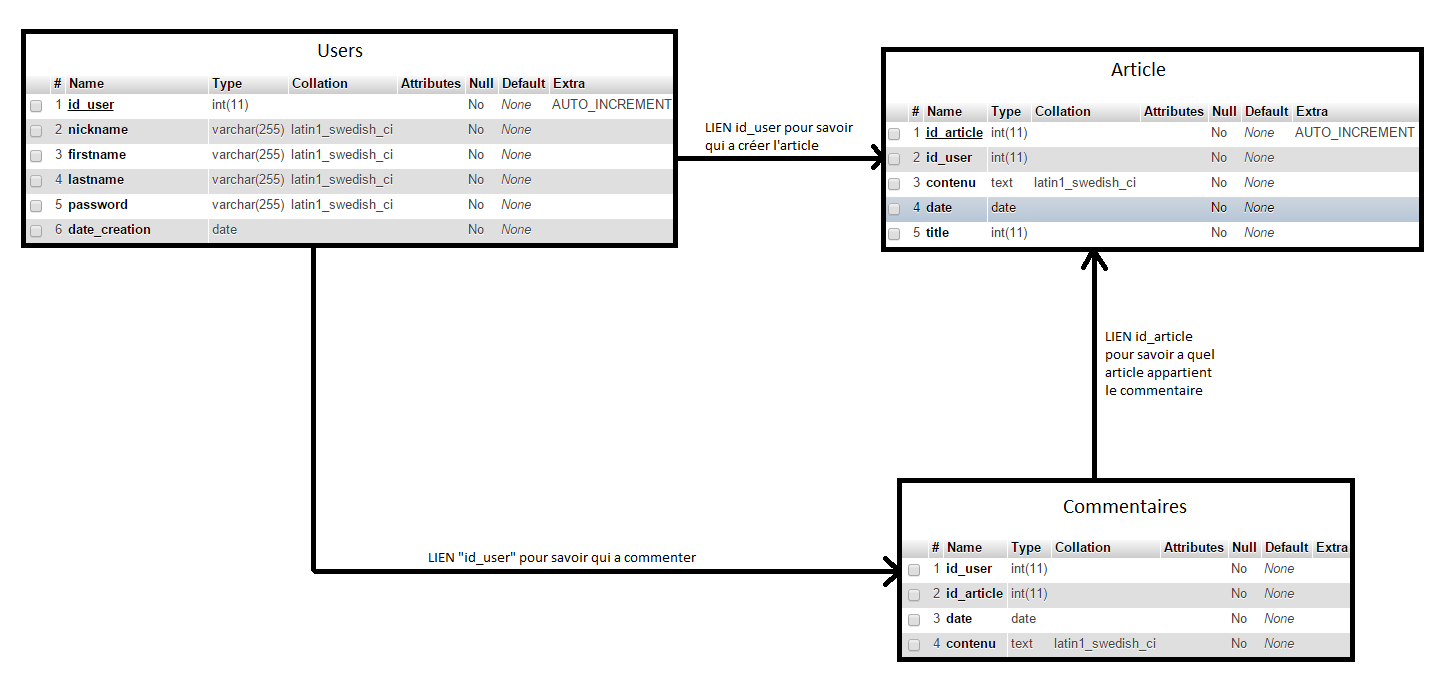 Users
# Name Type Collation Attributes Null Default Extra
1 id_user int(11) No None AUTO_INCREMENT
2 nickname varchar(255) latin1_swedish_ci No None
3 firstname varchar(255) latin1_swedish_ci No None
4 lastname varchar(255) latin1_swedish_ci No None
5 password varchar(255) latin1_swedish_ci No None
6 date_creation date No None
LIEN id_user pour savoir
qui a créer l'article
Article
# Name Type Collation Attributes Null Default Extra
1 id_article int(11) No None AUTO_INCREMENT
2 id_user int(11) No None
3 contenu text latin1_swedish_ci No None
4 date date No None
5 title int(11) No None
LIEN id_article
pour savoir a quel
article appartient
le commentaire
LIEN "id_user" pour savoir qui a commenter
Commentaires
# Name Type Collation Attributes Null Default Extra
1 id_user int(11) No None
2 id_article int(11) No None
3 date date No None
4 contenu text latin1_swedish_ci No None